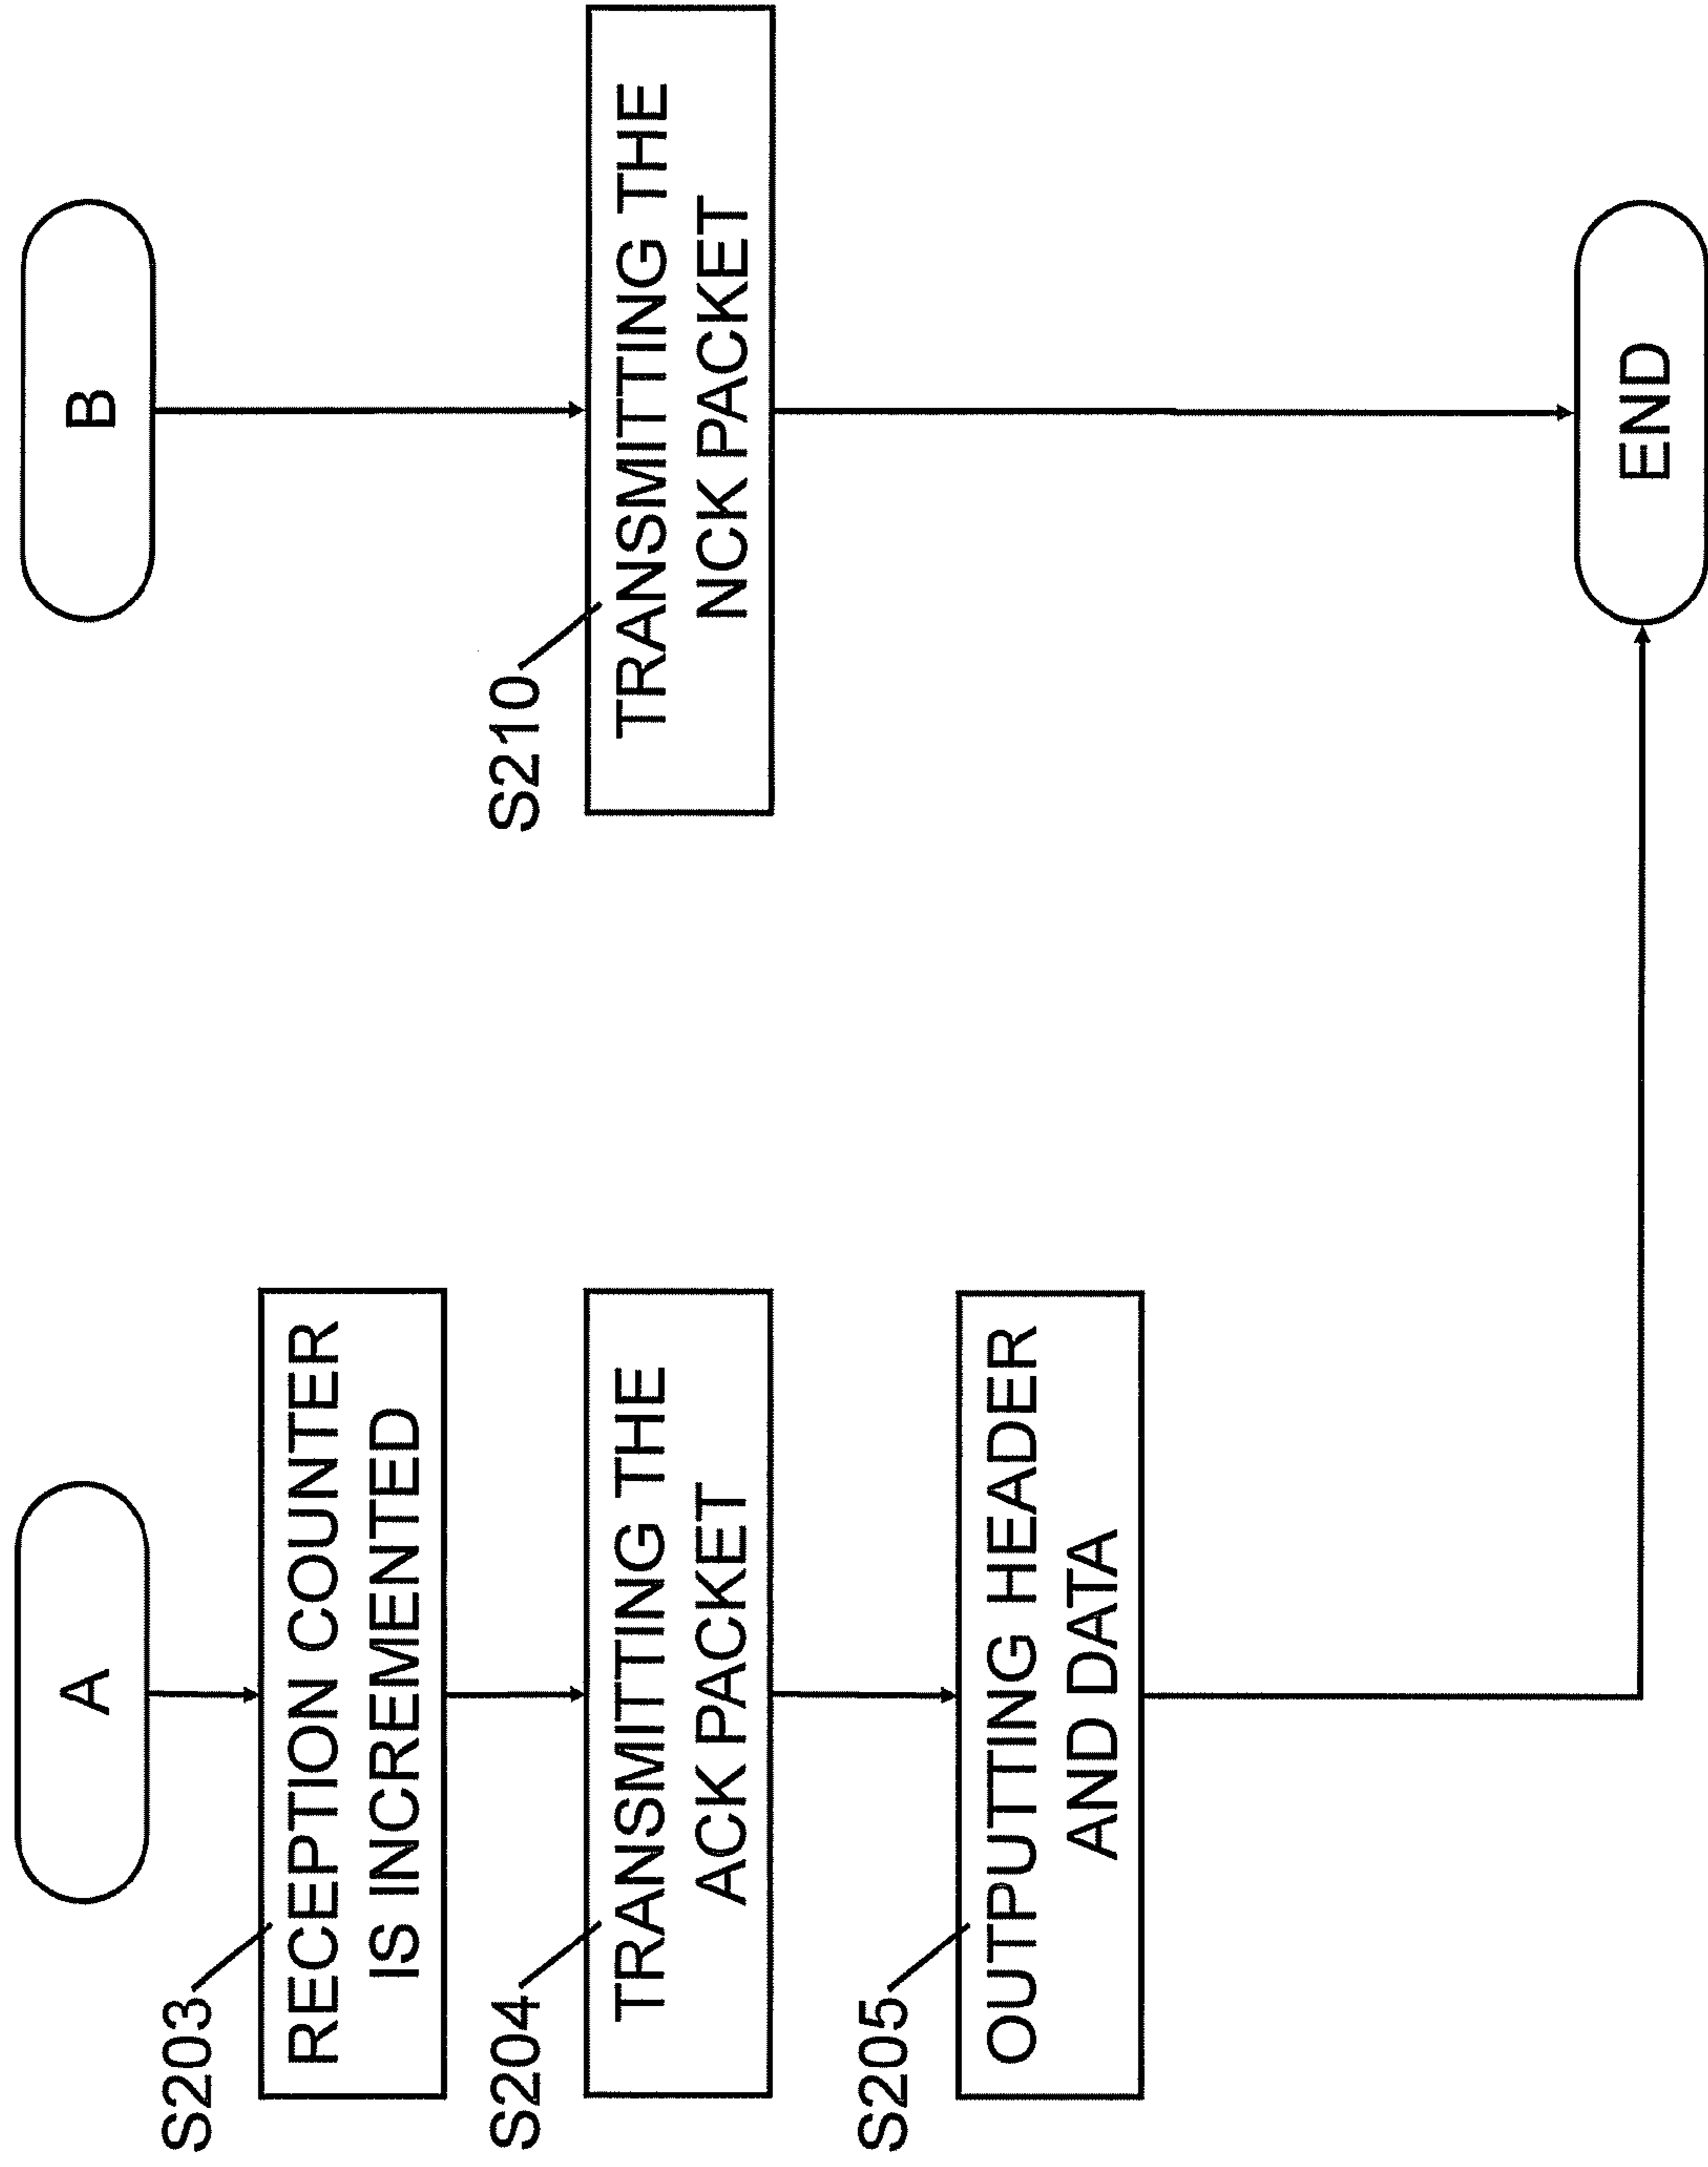 A
S203
RECEPTION COUNTER
IS INCREMENTED
S204
TRANSMITTING THE
ACK PACKET
S205
OUTPUTTING HEADER
AND DATA
B
S210
TRANSMITTING THE
NCK PACKET
END